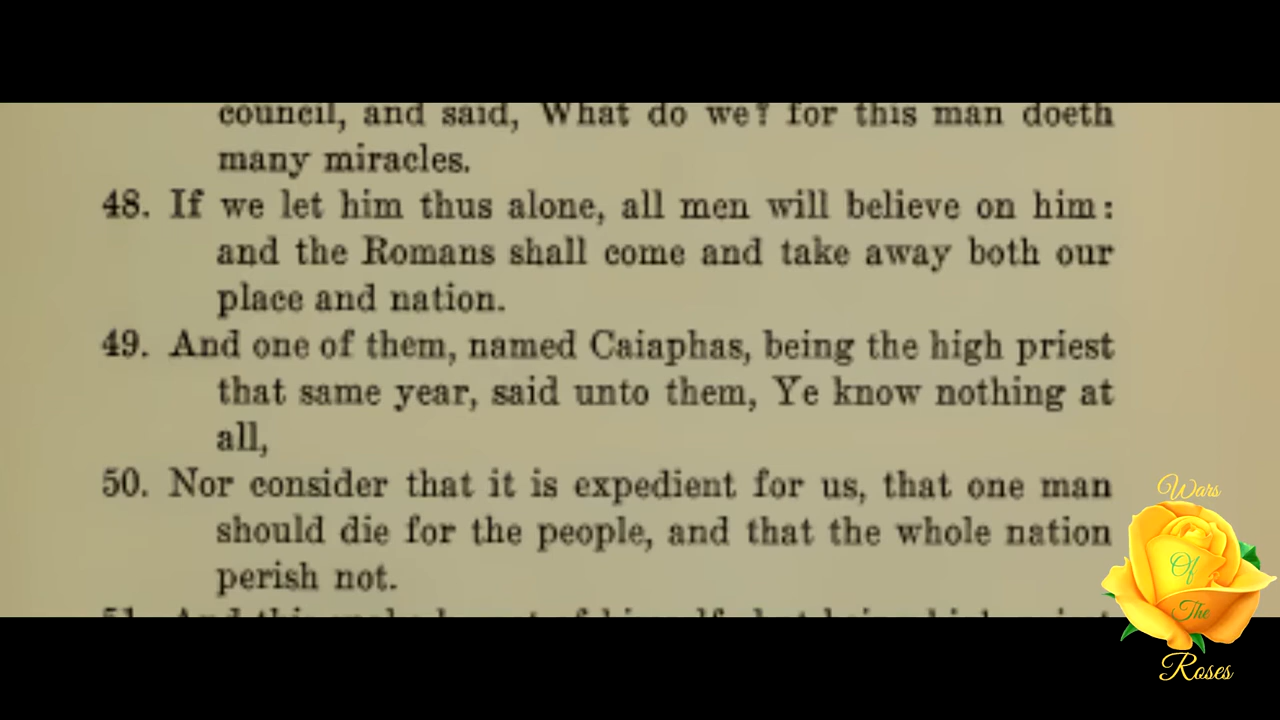 council, and said, What do we? for this man doeth
many miracles.
48. If we let him thus alone, all men will believe on him:
and the Romans shall come and take away both our
place and nation.
49. And one of them, named Caiaphas, being the high priest
that same year, said unto them, Ye know nothing at
all,
50. Nor consider that it is expedient for us, that one man
should die for the people, and that the whole nation
perish not.
Wars
Of
The
Roses